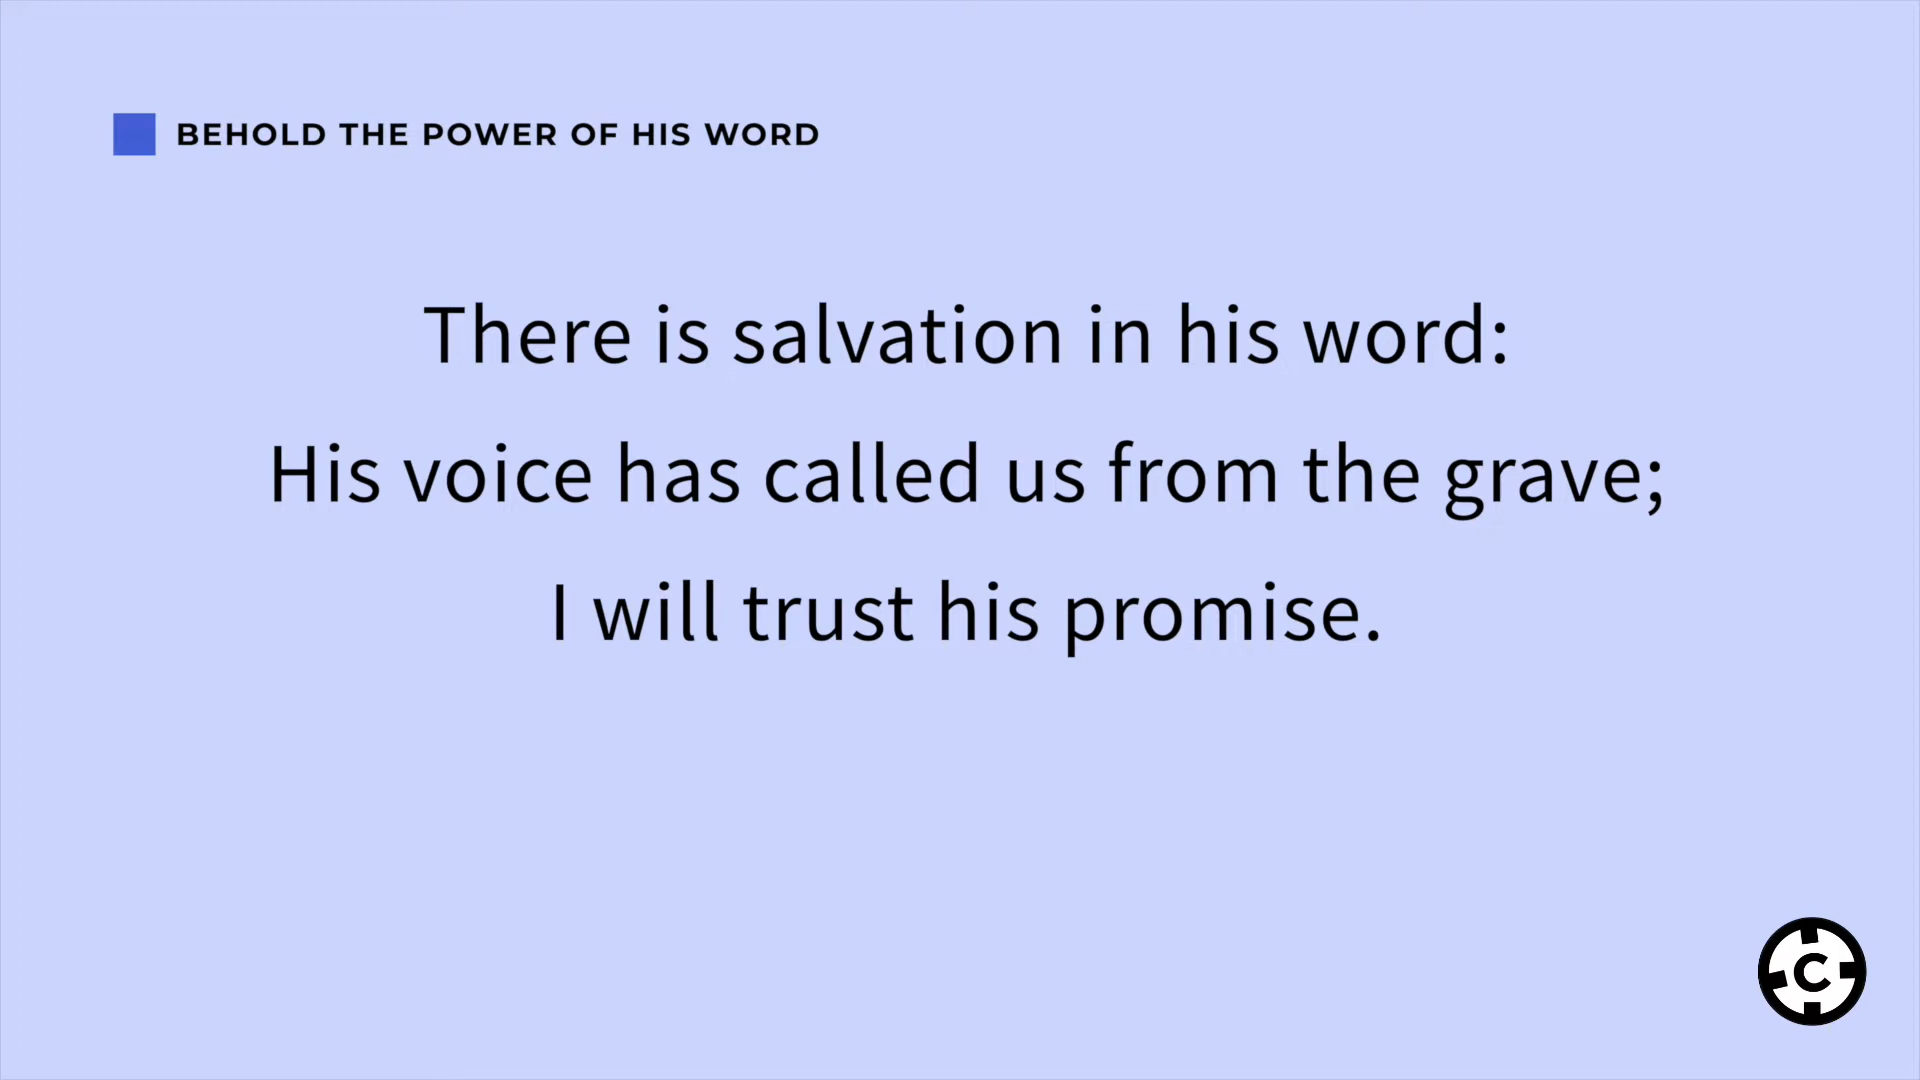 BEHOLD THE POWER OF HIS WORD
There is salvation in his word:
His voice has called us from the grave;
I will trust his promise.
C